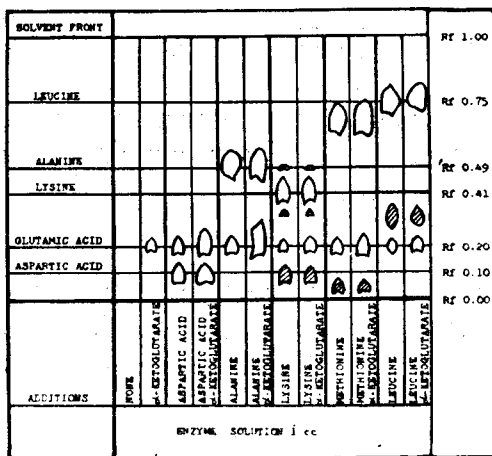 SOLVENT FRONT
Rf 1.00
LEUCINE
Rf 0.75
ALANINE
Rf 0.49
LYSINE
Rf 0.41
GLUTAMIC ACID
Rf 0.20
ASPARTIC ACID
Rf 0.10
Rf 0.00
ADDITIONS
NONE
α-KETOGLUTARATE
ASPARTIC ACID
ASPARTIC ACID
α-KETOGLUTARATE
ALANINE
ALANINE
α-KETOGLUTARATE
LYSINE
LYSINE
α-KETOGLUTARATE
METHIONINE
METHIONINE
α-KETOGLUTARATE
LEUCINE
LEUCINE
α-KETOGLUTARATE
ENZYME SOLUTION 1 cc